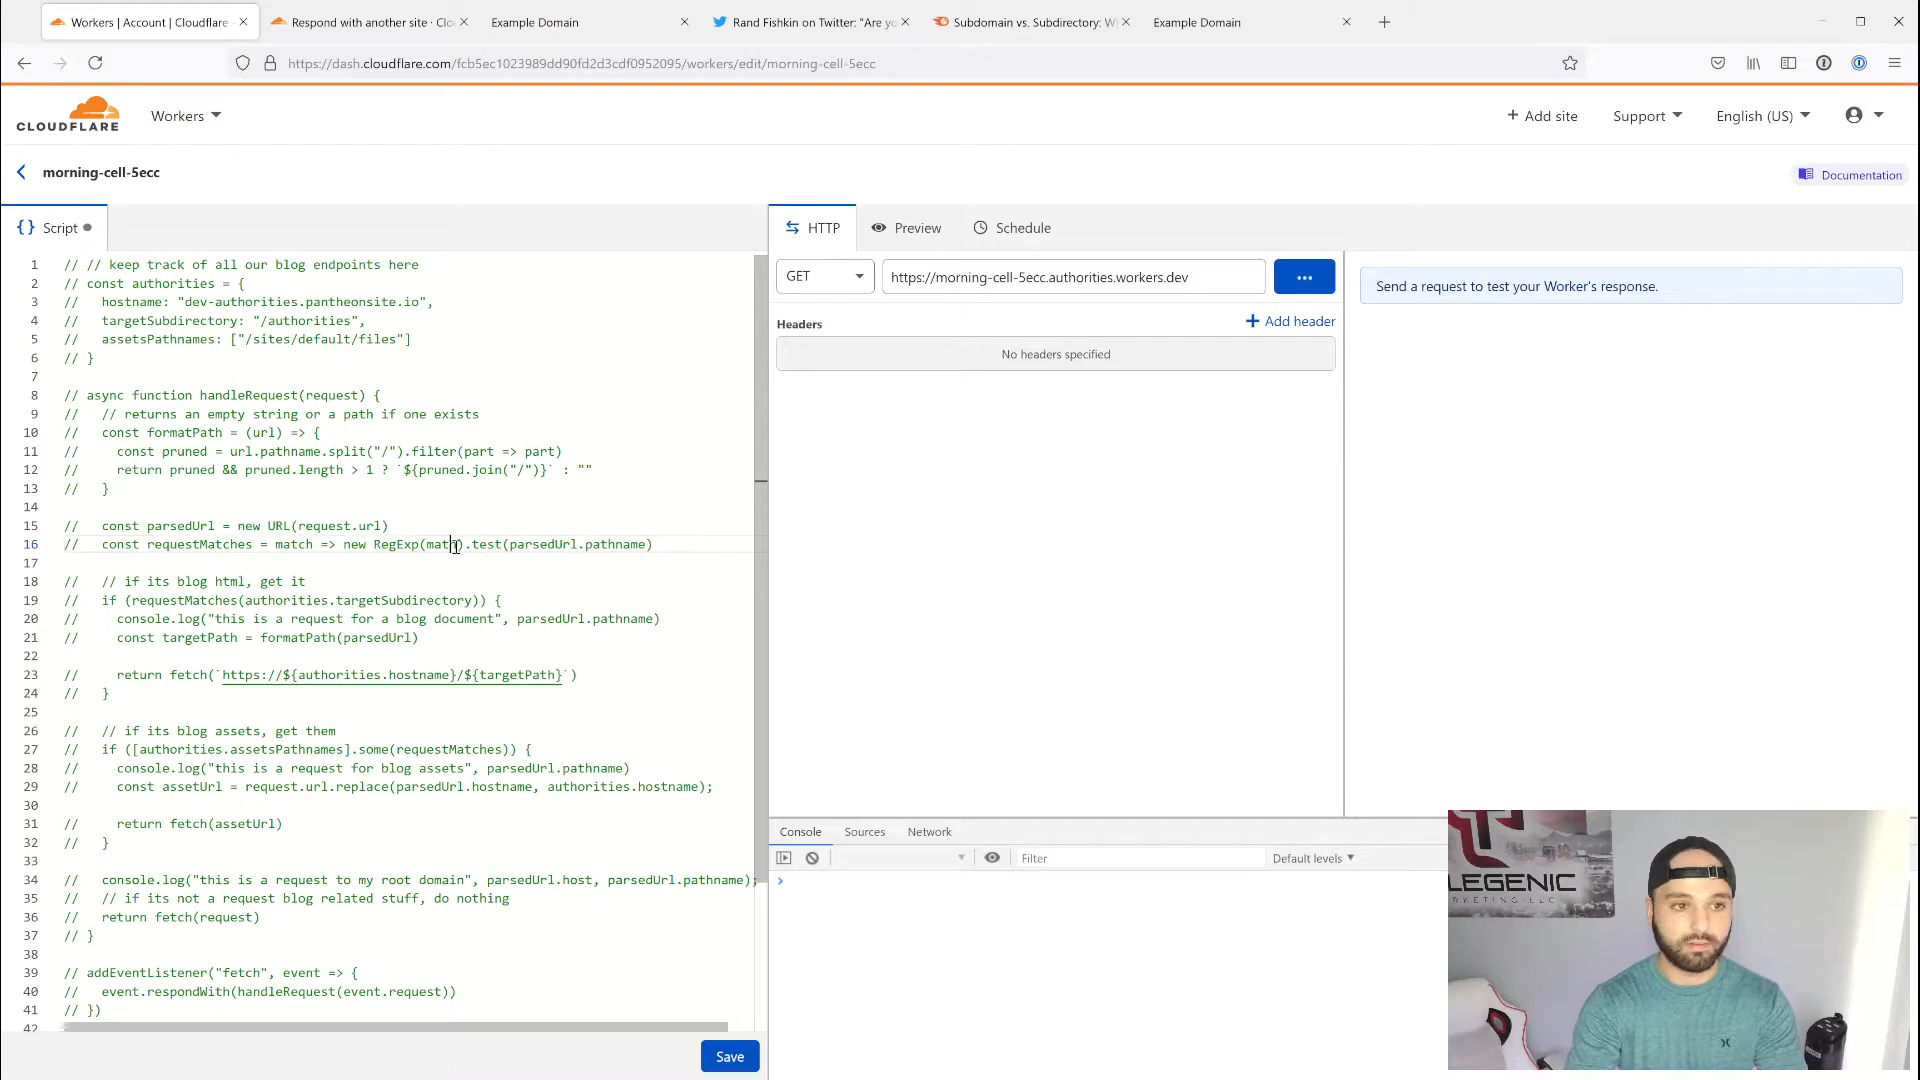 Workers | Account | Cloudflare -
Respond with another site · Clo
Example Domain
Rand Fishkin on Twitter: "Are yo
Subdomain vs. Subdirectory: W
Example Domain
https://dash.cloudflare.com/fcb5ec1023989dd90fd2d3cdf0952095/workers/edit/morning-cell-5ecc
CLOUDFLARE
Workers
+ Add site
Support
English (US)
morning-cell-5ecc
Documentation
{} Script
HTTP
Preview
Schedule
1 // // keep track of all our blog endpoints here
2 // const authorities = {
3 //   hostname: "dev-authorities.pantheonsite.io",
4 //   targetSubdirectory: "/authorities",
5 //   assetsPathnames: ["/sites/default/files"]
6 // }
7
8 // async function handleRequest(request) {
9 //   // returns an empty string or a path if one exists
10 //   const formatPath = (url) => {
11 //     const pruned = url.pathname.split("/").filter(part => part)
12 //     return pruned && pruned.length > 1 ? `${pruned.join("/")}` : ""
13 //   }
14
15 //   const parsedUrl = new URL(request.url)
16 //   const requestMatches = match => new RegExp(match).test(parsedUrl.pathname)
17
18 //   // if its blog html, get it
19 //   if (requestMatches(authorities.targetSubdirectory)) {
20 //     console.log("this is a request for a blog document", parsedUrl.pathname)
21 //     const targetPath = formatPath(parsedUrl)
22
23 //     return fetch(`https://${authorities.hostname}/${targetPath}`)
24 //   }
25
26 //   // if its blog assets, get them
27 //   if ([authorities.assetsPathnames].some(requestMatches)) {
28 //     console.log("this is a request for blog assets", parsedUrl.pathname)
29 //     const assetUrl = request.url.replace(parsedUrl.hostname, authorities.hostname);
30
31 //     return fetch(assetUrl)
32 //   }
33
34 //   console.log("this is a request to my root domain", parsedUrl.host, parsedUrl.pathname);
35 //   // if its not a request blog related stuff, do nothing
36 //   return fetch(request)
37 // }
38
39 // addEventListener("fetch", event => {
40 //   event.respondWith(handleRequest(event.request))
41 // })
42
Save
GET
https://morning-cell-5ecc.authorities.workers.dev
...
Headers
+ Add header
No headers specified
Send a request to test your Worker's response.
Console
Sources
Network
Filter
Default levels
LEGENIC
RKETING LLC